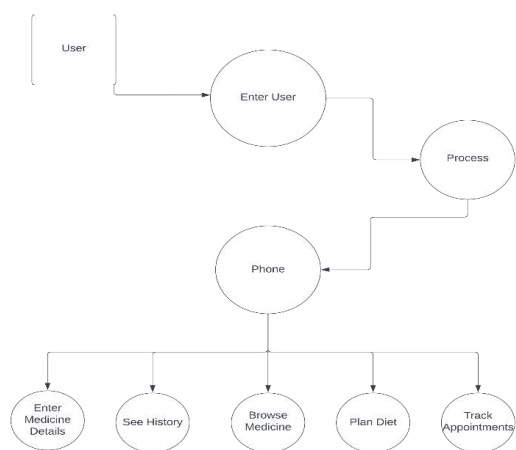 User
Enter User
Process
Phone
Enter
Medicine
Details
See History
Browse
Medicine
Plan Diet
Track
Appointments